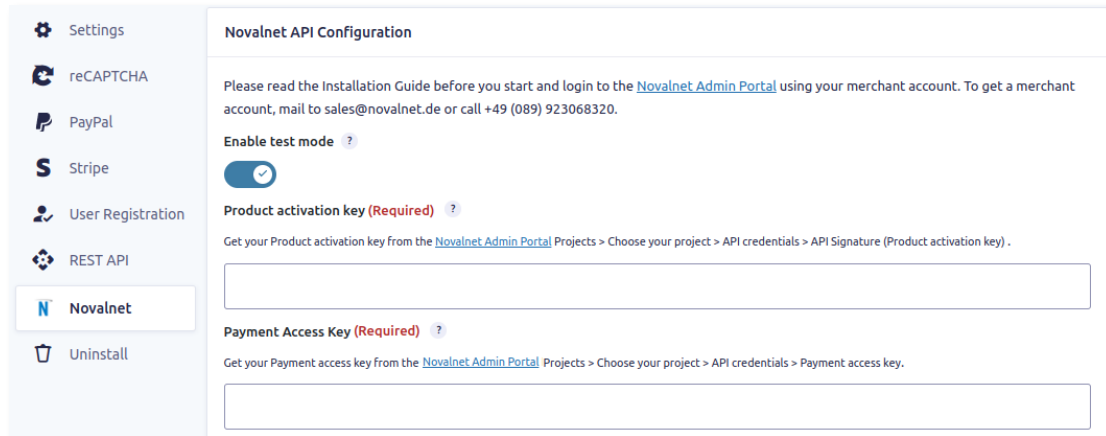 Settings
reCAPTCHA
PayPal
Stripe
User Registration
REST API
Novalnet
Uninstall
Novalnet API Configuration
Please read the Installation Guide before you start and login to the Novalnet Admin Portal using your merchant account. To get a merchant
account, mail to sales@novalnet.de or call +49 (089) 923068320.
Enable test mode ?
Product activation key (Required) ?
Get your Product activation key from the Novalnet Admin Portal Projects > Choose your project > API credentials > API Signature (Product activation key) .
Payment Access Key (Required) ?
Get your Payment access key from the Novalnet Admin Portal Projects > Choose your project > API credentials > Payment access key.